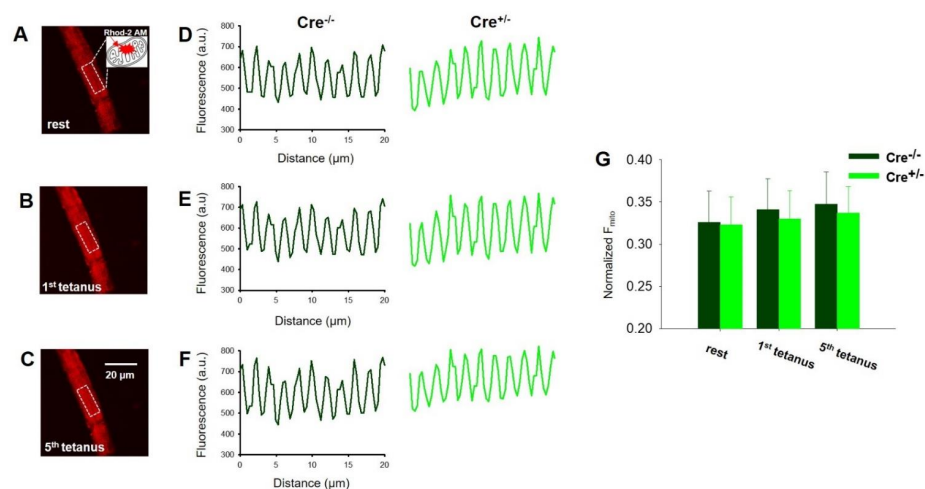 A
Rhod-2 AM
rest
B
1st tetanus
C
20 µm
5th tetanus
Cre-/-
Cre+/-
D
Fluorescence (a.u.)
800
700
600
500
400
300
0 5 10 15 20
Distance (µm)
E
Fluorescence (a.u)
800
700
600
500
400
300
0 5 10 15 20
Distance (µm)
F
Fluorescence (a.u.)
800
700
600
500
400
300
0 5 10 15 20
Distance (µm)
G
Cre-/-
Cre+/-
Normalized Fmito
0.40
0.35
0.30
0.25
0.20
rest 1st tetanus 5th tetanus